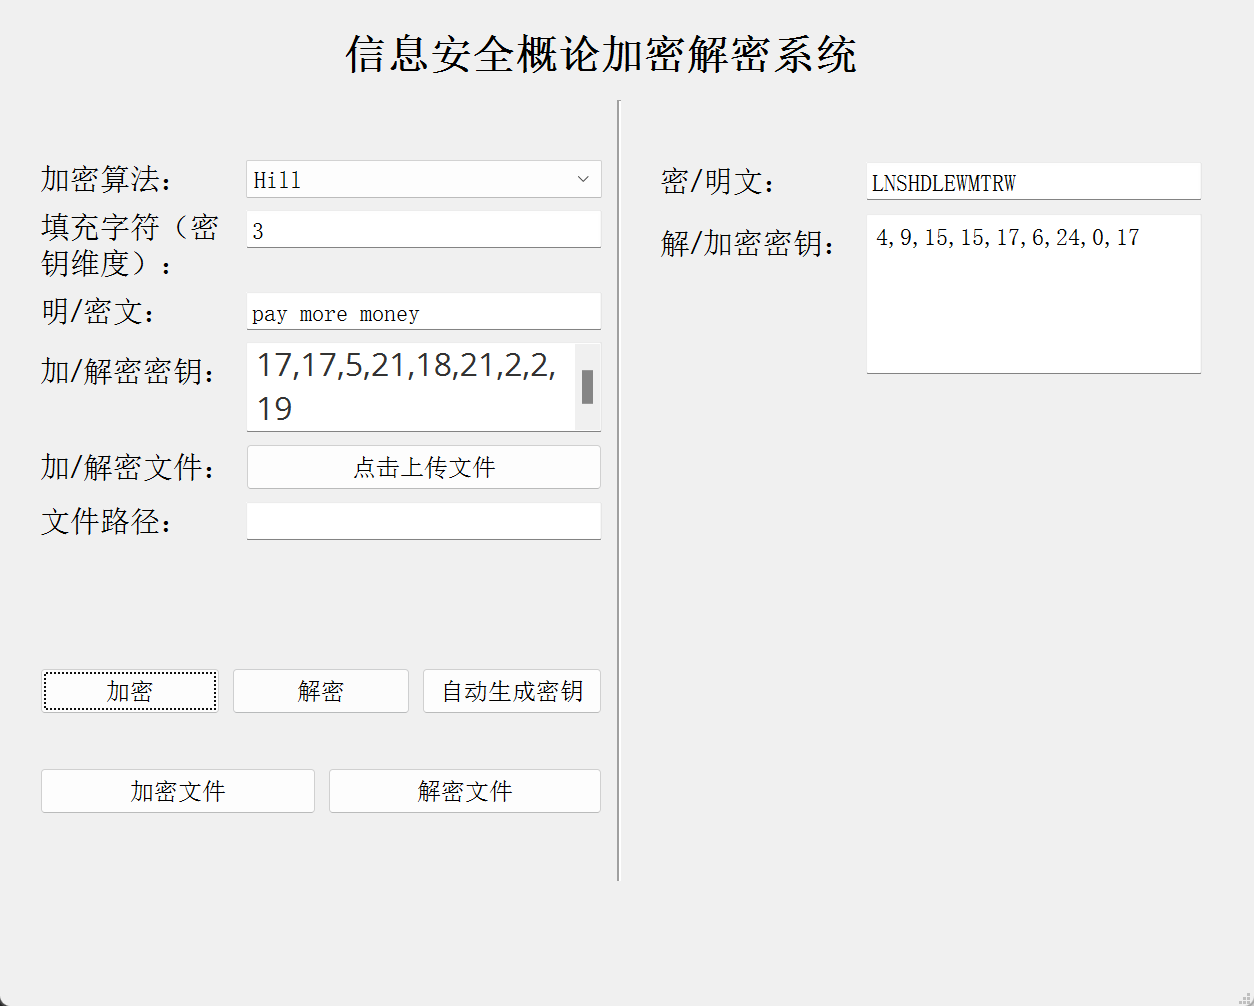 信息安全概论加密解密系统
加密算法：
Hill
填充字符（密
钥维度）：
3
明/密文：
pay more money
加/解密密钥：
17,17,5,21,18,21,2,2,
19
加/解密文件：
点击上传文件
文件路径：
加密
解密
自动生成密钥
加密文件
解密文件
密/明文：
LNSHDLEWMTRW
解/加密密钥：
4,9,15,15,17,6,24,0,17